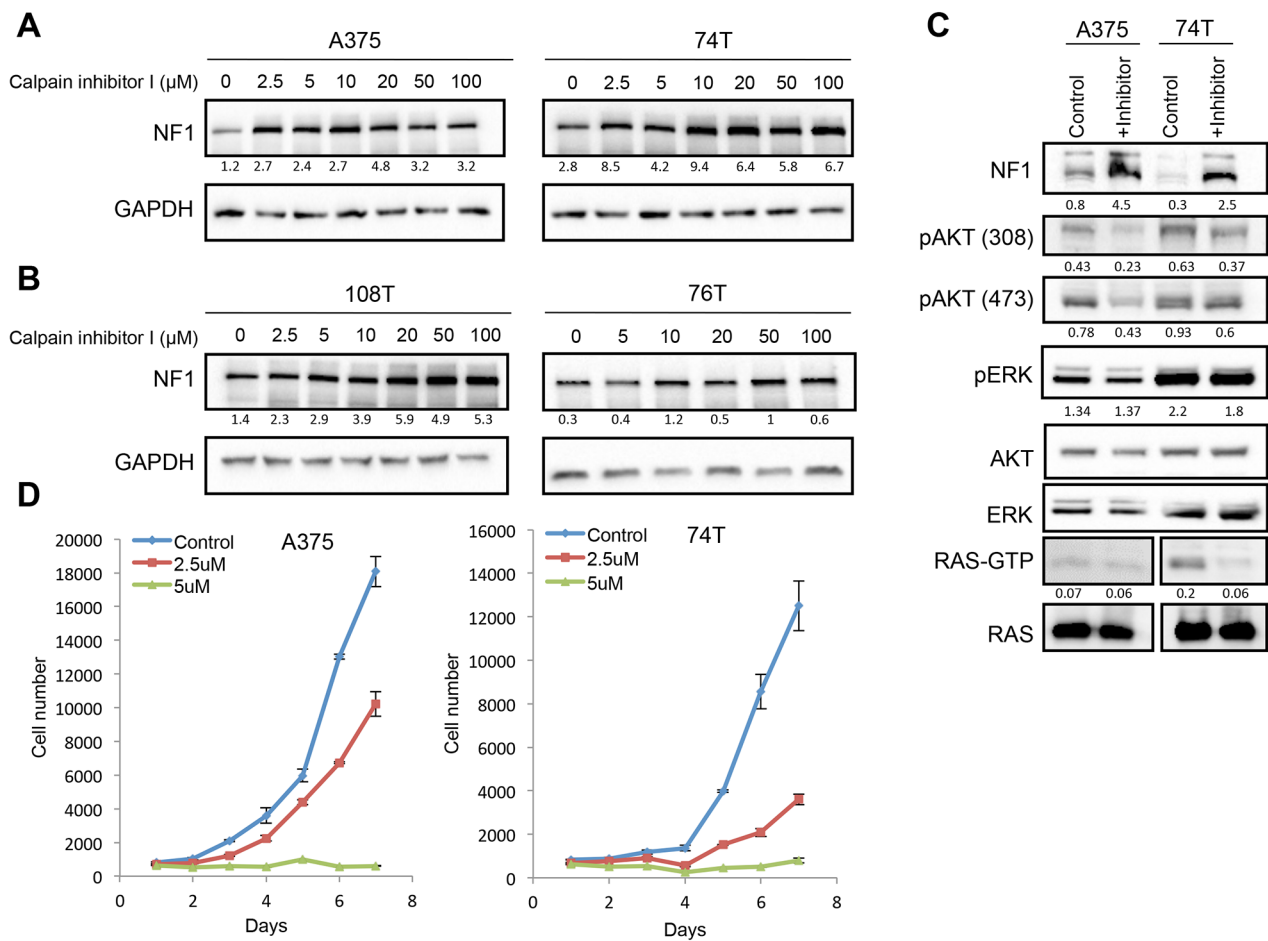 A
A375
74T
Calpain inhibitor I (µM)
0 2.5 5 10 20 50 100
0 2.5 5 10 20 50 100
NF1
1.2 2.7 2.4 2.7 4.8 3.2 3.2
2.8 8.5 4.2 9.4 6.4 5.8 6.7
GAPDH
B
108T
76T
Calpain inhibitor I (µM)
0 2.5 5 10 20 50 100
0 5 10 20 50 100
NF1
1.4 2.3 2.9 3.9 5.9 4.9 5.3
0.3 0.4 1.2 0.5 1 0.6
GAPDH
C
A375 74T
Control
+Inhibitor
Control
+Inhibitor
NF1
0.8 4.5 0.3 2.5
pAKT (308)
0.43 0.23 0.63 0.37
pAKT (473)
0.78 0.43 0.93 0.6
pERK
1.34 1.37 2.2 1.8
AKT
ERK
RAS-GTP
0.07 0.06 0.2 0.06
RAS
D
A375
Control
2.5uM
5uM
Cell number
20000
18000
16000
14000
12000
10000
8000
6000
4000
2000
0
0 2 4 6 8
Days
74T
Control
2.5uM
5uM
Cell number
16000
14000
12000
10000
8000
6000
4000
2000
0
0 2 4 6 8
Days